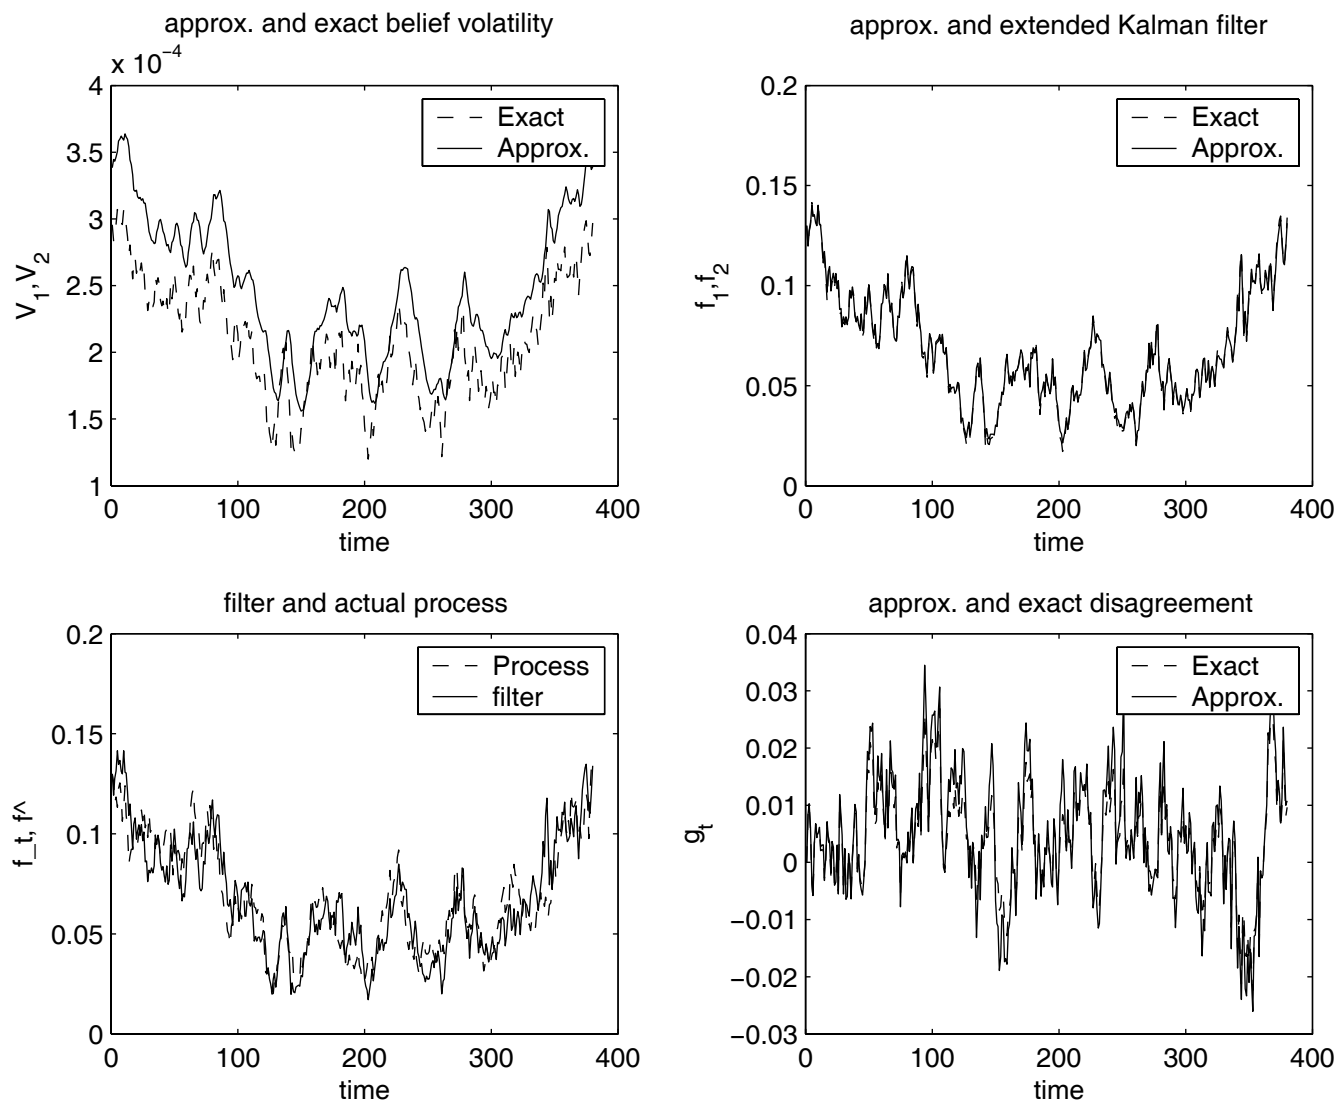 approx. and exact belief volatility
x 10⁻⁴
4
3.5
3
2.5
2
1.5
1
V₁,V₂
Exact
Approx.
0 100 200 300 400
time
approx. and extended Kalman filter
0.2
0.15
0.1
0.05
0
f₁,f₂
Exact
Approx.
0 100 200 300 400
time
filter and actual process
0.2
0.15
0.1
0.05
0
f_t, f^
Process
filter
0 100 200 300 400
time
approx. and exact disagreement
0.04
0.03
0.02
0.01
0
−0.01
−0.02
−0.03
gₜ
Exact
Approx.
0 100 200 300 400
time